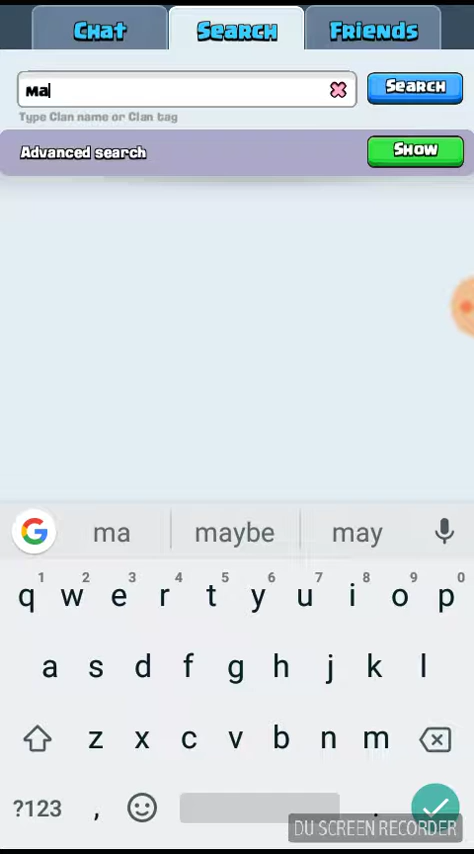 Chat Search Friends
Ma Search
Type Clan name or Clan tag
Advanced search Show
ma maybe may
1 2 3 4 5 6 7 8 9 0
q w e r t y u i o p
a s d f g h j k l
z x c v b n m
?123 , .
DU SCREEN RECORDER